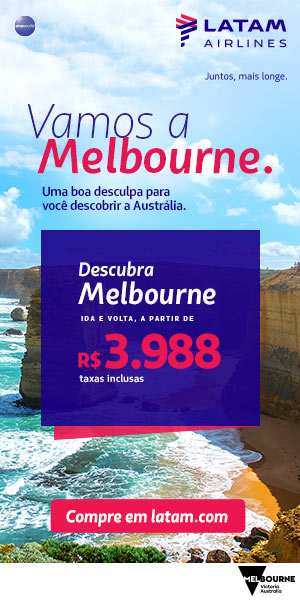 oneworld
LATAM
AIRLINES
Juntos, mais longe.
Vamos a
Melbourne.
Uma boa desculpa para
você descobrir a Austrália.
Descubra
Melbourne
IDA E VOLTA, A PARTIR DE
R$ 3.988
taxas inclusas
Compre em latam.com
MELBOURNE
Victoria
Australia